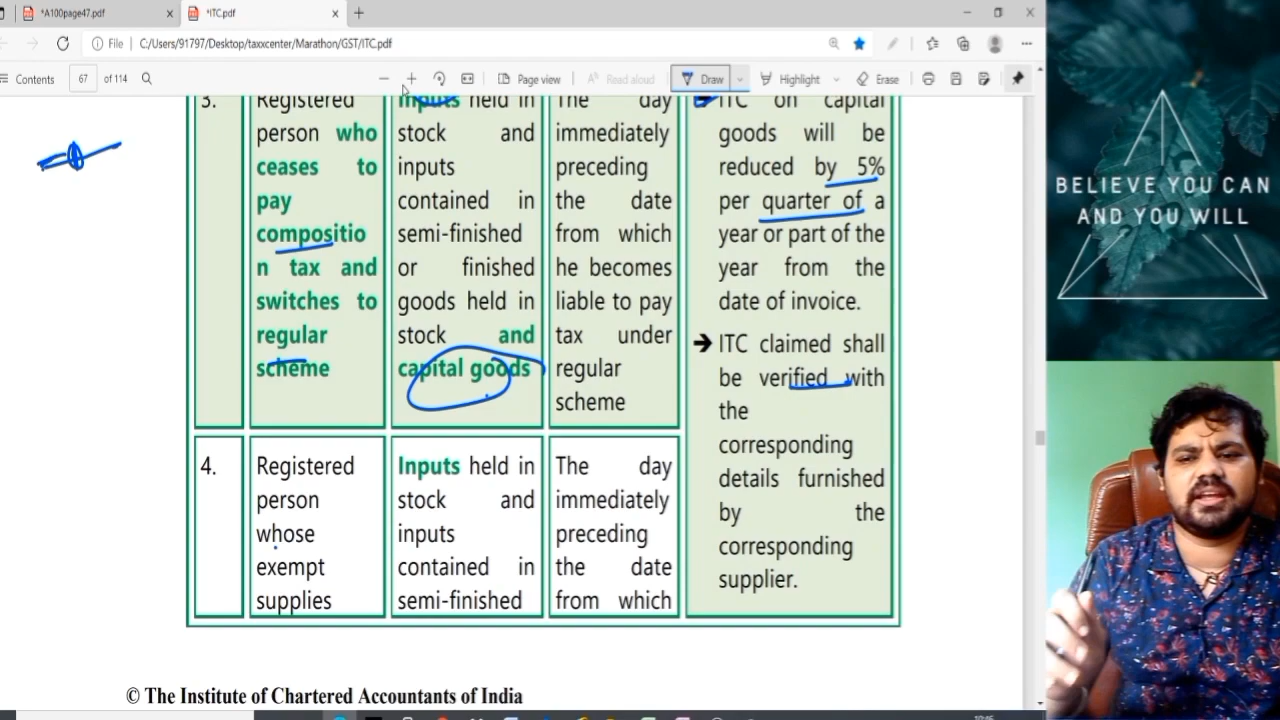 *A100page47.pdf
*ITC.pdf
File
C:/Users/91797/Desktop/taxxcenter/Marathon/GST/ITC.pdf
Contents
67
of 114
Page view
Read aloud
Draw
Highlight
Erase
3.
Registered
person who
ceases to
pay
compositio
n tax and
switches to
regular
scheme
Inputs held in
stock and
inputs
contained in
semi-finished
or finished
goods held in
stock and
capital goods
The day
immediately
preceding
the date
from which
he becomes
liable to pay
tax under
regular
scheme
ITC on capital
goods will be
reduced by 5%
per quarter of a
year or part of the
year from the
date of invoice.
➔ ITC claimed shall
be verified with
the
corresponding
details furnished
by the
corresponding
supplier.
4.
Registered
person
whose
exempt
supplies
Inputs held in
stock and
inputs
contained in
semi-finished
The day
immediately
preceding
the date
from which
© The Institute of Chartered Accountants of India
BELIEVE YOU CAN
AND YOU WILL